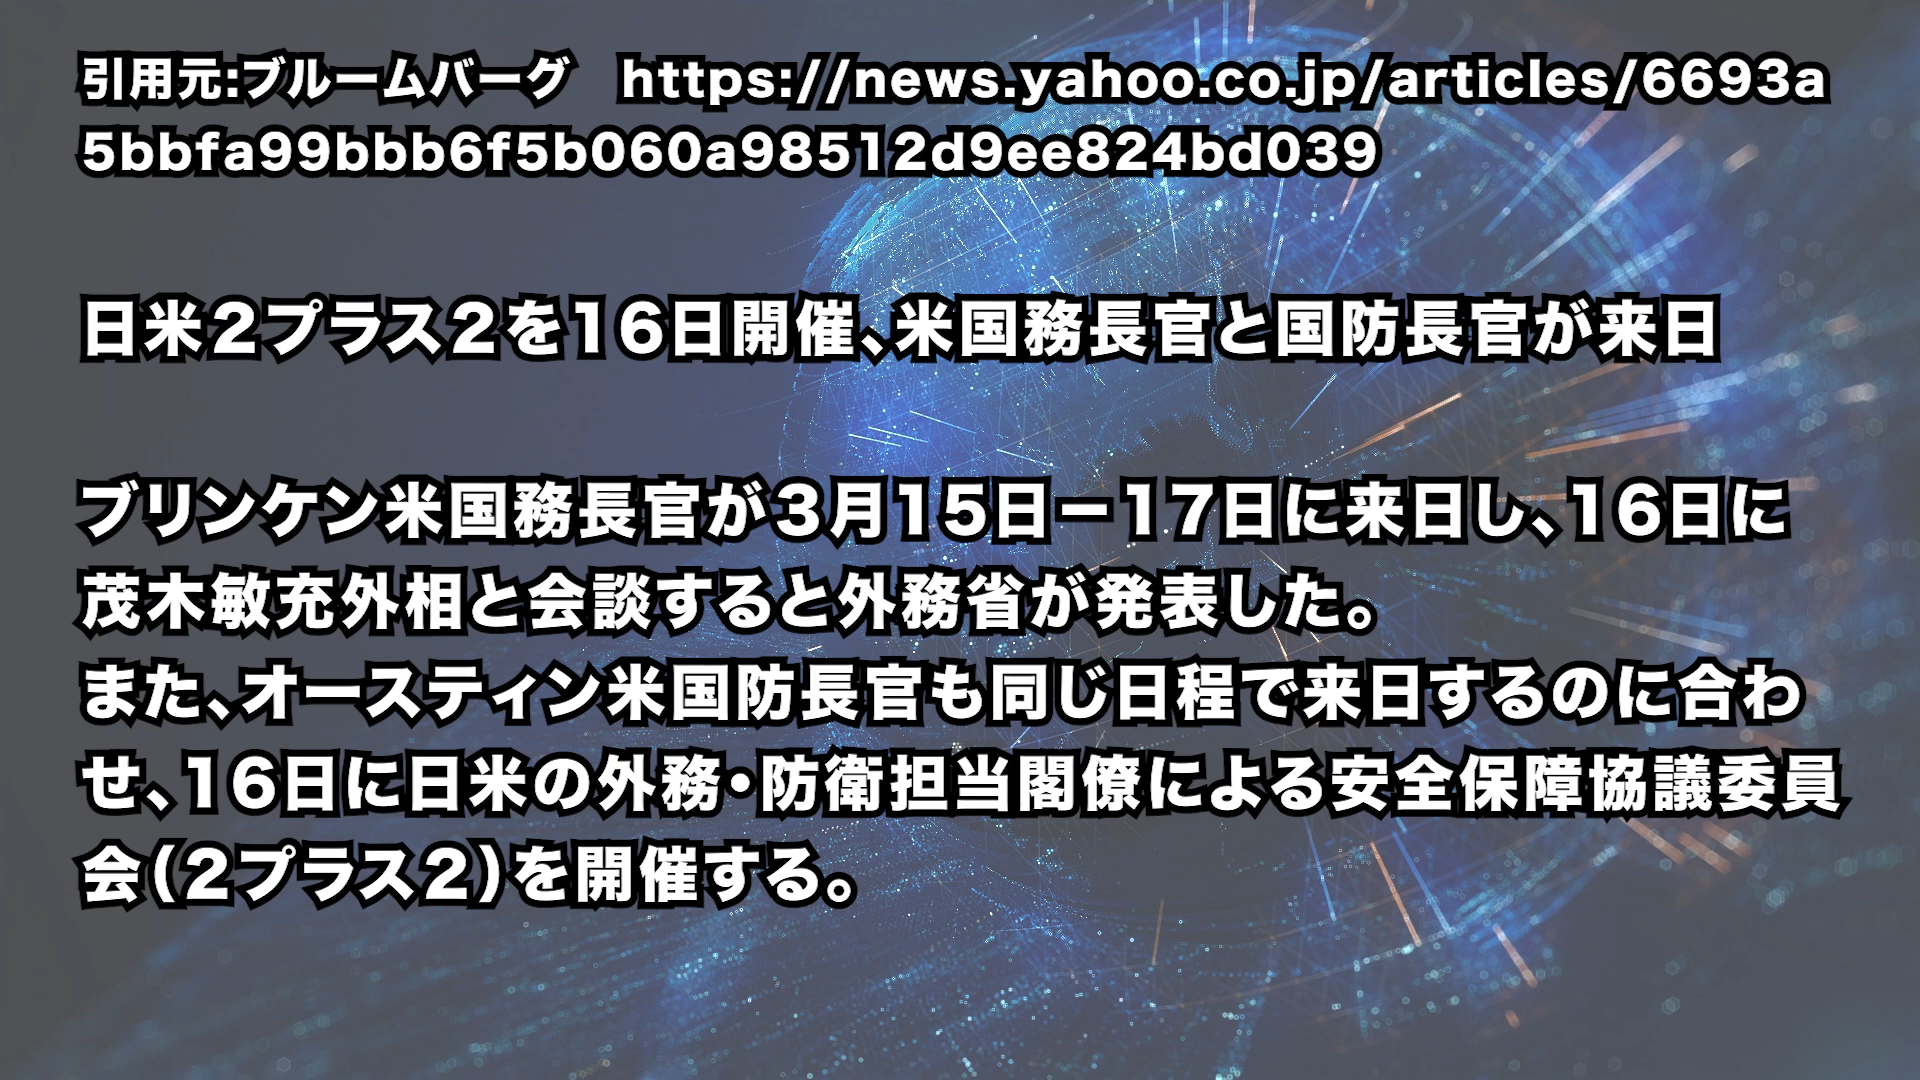 引用元:ブルームバーグ　https://news.yahoo.co.jp/articles/6693a
5bbfa99bbb6f5b060a98512d9ee824bd039
日米2プラス2を16日開催、米国務長官と国防長官が来日
ブリンケン米国務長官が3月15日－17日に来日し、16日に
茂木敏充外相と会談すると外務省が発表した。
また、オースティン米国防長官も同じ日程で来日するのに合わ
せ、16日に日米の外務・防衛担当閣僚による安全保障協議委員
会(2プラス2)を開催する。